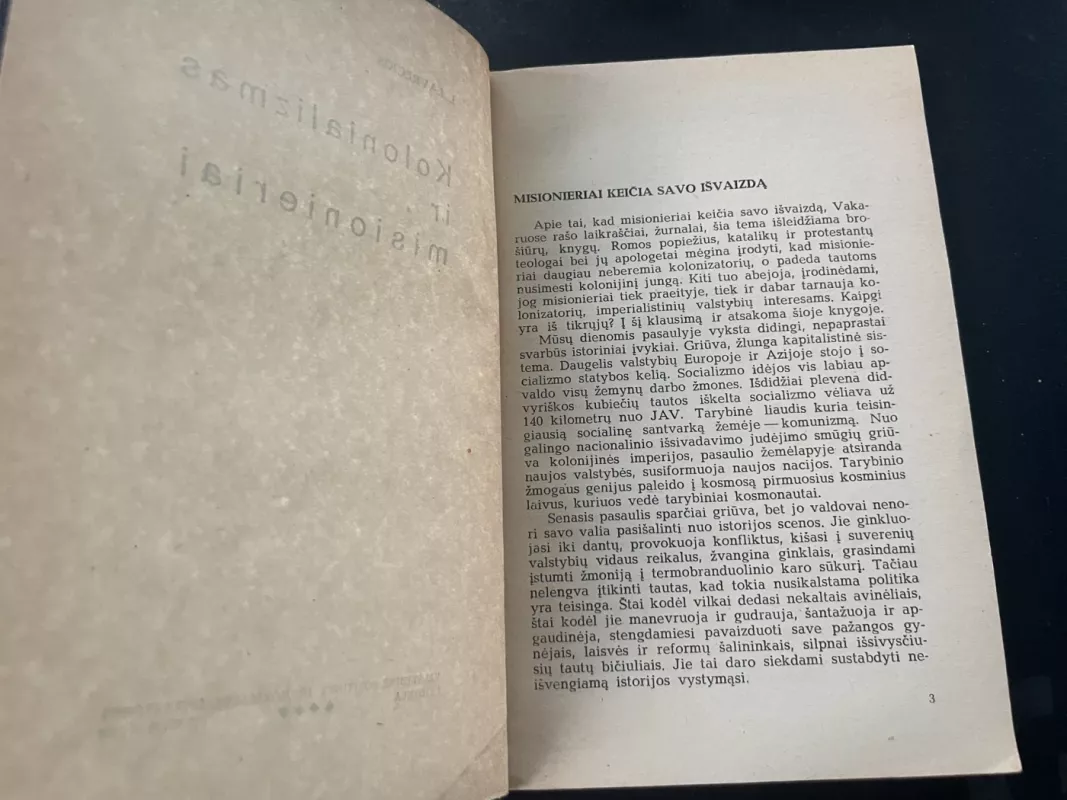 Kolonializmas
ir
misionieriai
MISIONIERIAI KEIČIA SAVO IŠVAIZDĄ
Apie tai, kad misionieriai keičia savo išvaizdą, Vaka-
ruose rašo laikraščiai, žurnalai, šia tema išleidžiama bro-
šiūrų, knygų. Romos popiežius, katalikų ir protestantų
teologai bei jų apologetai mėgina įrodyti, kad misionie-
riai daugiau neberemia kolonizatorių, o padeda tautoms
nusimesti kolonijinį jungą. Kiti tuo abejoja, įrodinėdami,
jog misionieriai tiek praeityje, tiek ir dabar tarnauja ko-
lonizatorių, imperialistinių valstybių interesams. Kaipgi
yra iš tikrųjų? Į šį klausimą ir atsakoma šioje knygoje.
Mūsų dienomis pasaulyje vyksta didingi, nepaprastai
svarbūs istoriniai įvykiai. Griūva, žlunga kapitalistinė sis-
tema. Daugelis valstybių Europoje ir Azijoje stojo į so-
cializmo statybos kelią. Socializmo idėjos vis labiau ap-
valdo visų žemynų darbo žmones. Išdidžiai plevena did-
vyriškos kubiečių tautos iškelta socializmo vėliava už
140 kilometrų nuo JAV. Tarybinė liaudis kuria teisin-
giausią socialinę santvarką žemėje — komunizmą. Nuo
galingo nacionalinio išsivadavimo judėjimo smūgių griū-
va kolonijinės imperijos, pasaulio žemėlapyje atsiranda
naujos valstybės, susiformuoja naujos nacijos. Tarybinio
žmogaus genijus paleido į kosmosą pirmuosius kosminius
laivus, kuriuos vedė tarybiniai kosmonautai.
Senasis pasaulis sparčiai griūva, bet jo valdovai neno-
ri savo valia pasišalinti nuo istorijos scenos. Jie ginkluo-
jasi iki dantų, provokuoja konfliktus, kišasi į suverenių
valstybių vidaus reikalus, žvangina ginklais, grasindami
įstumti žmoniją į termobranduolinio karo sūkurį. Tačiau
nelengva įtikinti tautas, kad tokia nusikalstama politika
yra teisinga. Štai kodėl vilkai dedasi nekaltais avinėliais,
štai kodėl jie manevruoja ir gudrauja, šantažuoja ir ap-
gaudinėja, stengdamiesi pavaizduoti save pažangos gy-
nėjais, laisvės ir reformų šalininkais, silpnai išsivysčiu-
sių tautų bičiuliais. Jie tai daro siekdami sustabdyti ne-
išvengiamą istorijos vystymąsi.
3